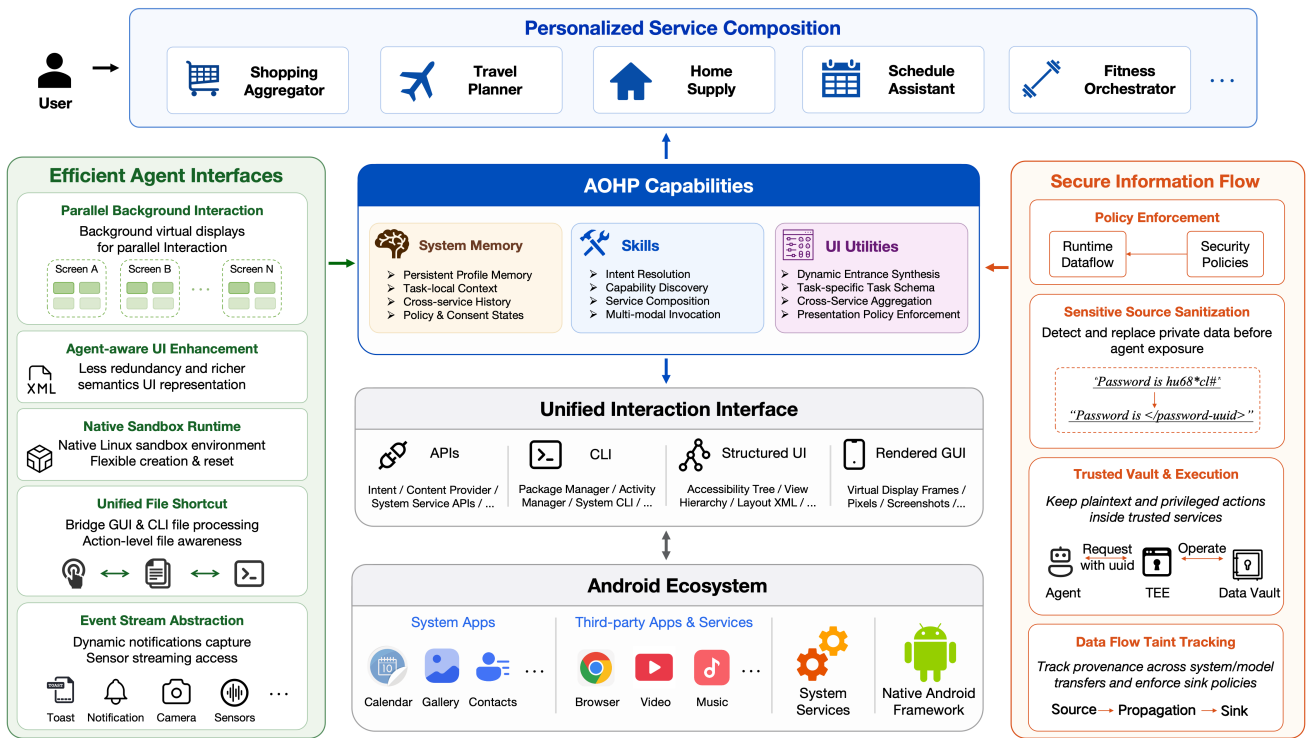 Personalized Service Composition
User
Shopping
Aggregator
Travel
Planner
Home
Supply
Schedule
Assistant
Fitness
Orchestrator
...
Efficient Agent Interfaces
Parallel Background Interaction
Background virtual displays
for parallel Interaction
Screen A
Screen B
...
Screen N
Agent-aware UI Enhancement
XML
Less redundancy and richer
semantics UI representation
Native Sandbox Runtime
Native Linux sandbox environment
Flexible creation & reset
Unified File Shortcut
Bridge GUI & CLI file processing
Action-level file awareness
Event Stream Abstraction
Dynamic notifications capture
Sensor streaming access
TOAST
Toast
Notification
Camera
Sensors
...
AOHP Capabilities
System Memory
Persistent Profile Memory
Task-local Context
Cross-service History
Policy & Consent States
Skills
Intent Resolution
Capability Discovery
Service Composition
Multi-modal Invocation
UI Utilities
Dynamic Entrance Synthesis
Task-specific Task Schema
Cross-Service Aggregation
Presentation Policy Enforcement
Unified Interaction Interface
APIs
Intent / Content Provider /
System Service APIs / ...
CLI
Package Manager / Activity
Manager / System CLI / ...
Structured UI
Accessibility Tree / View
Hierarchy / Layout XML / ...
Rendered GUI
Virtual Display Frames /
Pixels / Screenshots /...
Android Ecosystem
System Apps
10
Calendar
Gallery
Contacts
...
Third-party Apps & Services
Browser
Video
Music
...
System
Services
Native Android
Framework
Secure Information Flow
Policy Enforcement
Runtime
Dataflow
Security
Policies
Sensitive Source Sanitization
Detect and replace private data before
agent exposure
"Password is hu68*cl#"
“Password is </password-uuid>”
Trusted Vault & Execution
Keep plaintext and privileged actions
inside trusted services
Agent
Request
with uuid
TEE
Operate
Data Vault
Data Flow Taint Tracking
Track provenance across system/model
transfers and enforce sink policies
Source
Propagation
Sink